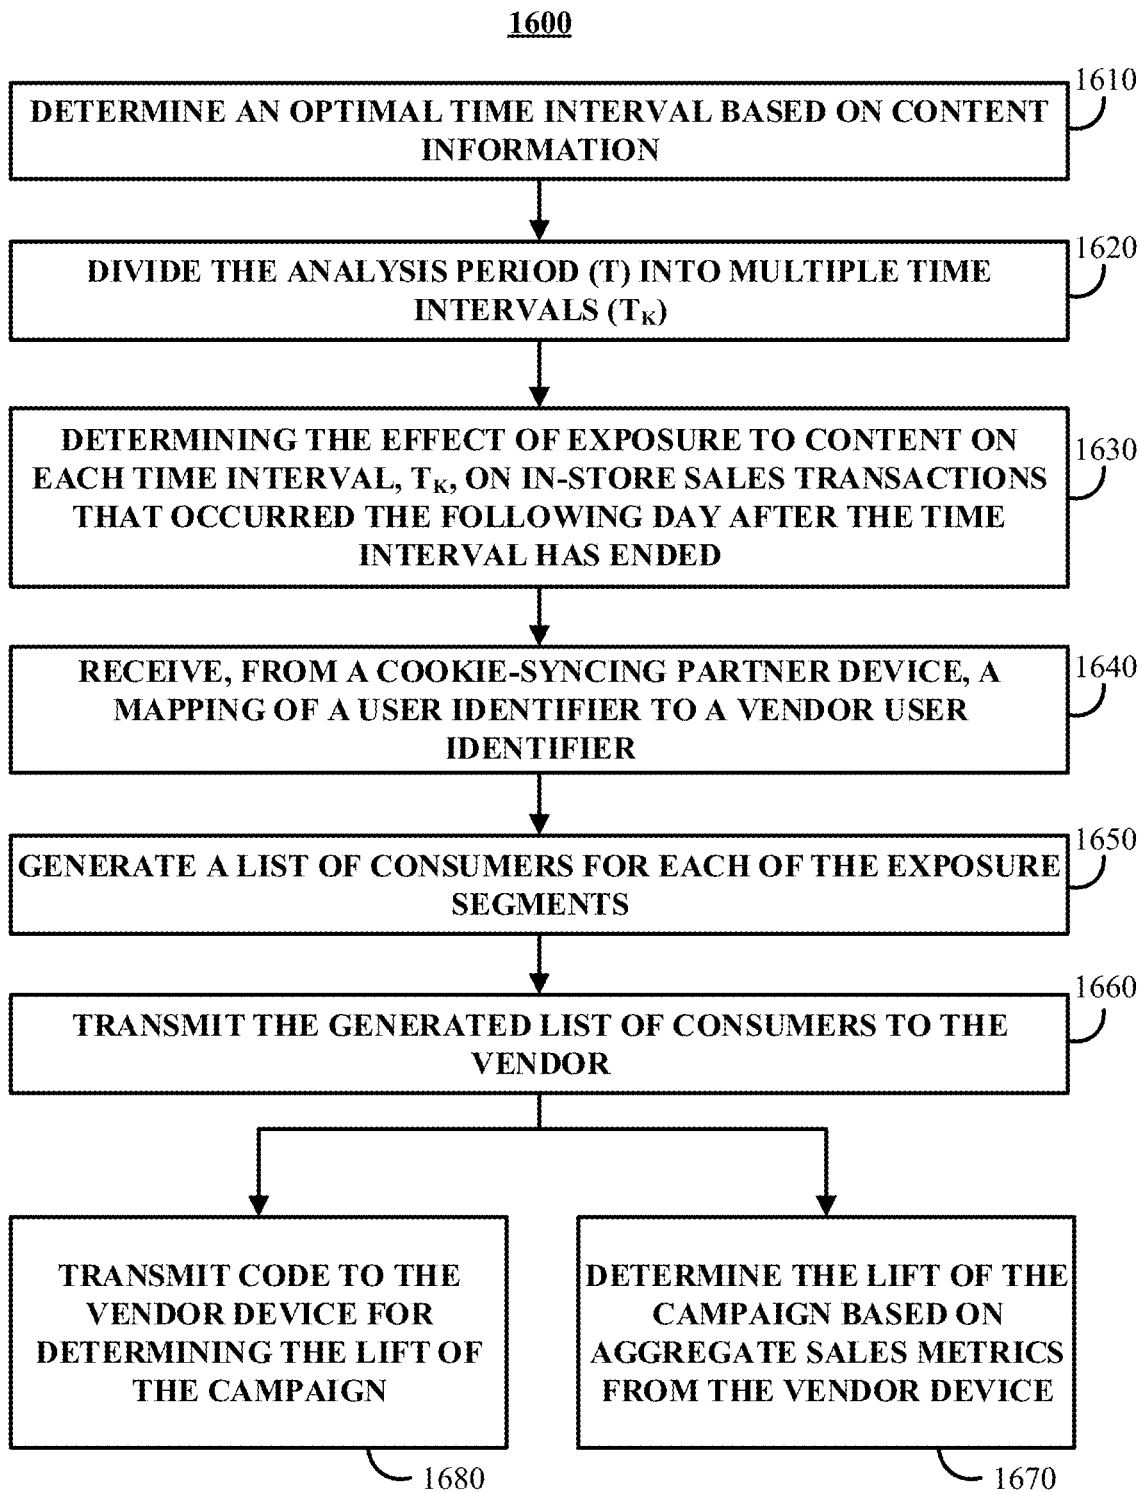 1600
1610
DETERMINE AN OPTIMAL TIME INTERVAL BASED ON CONTENT
INFORMATION
1620
DIVIDE THE ANALYSIS PERIOD (T) INTO MULTIPLE TIME
INTERVALS (TK)
1630
DETERMINING THE EFFECT OF EXPOSURE TO CONTENT ON
EACH TIME INTERVAL, TK, ON IN-STORE SALES TRANSACTIONS
THAT OCCURRED THE FOLLOWING DAY AFTER THE TIME
INTERVAL HAS ENDED
1640
RECEIVE, FROM A COOKIE-SYNCING PARTNER DEVICE, A
MAPPING OF A USER IDENTIFIER TO A VENDOR USER
IDENTIFIER
1650
GENERATE A LIST OF CONSUMERS FOR EACH OF THE EXPOSURE
SEGMENTS
1660
TRANSMIT THE GENERATED LIST OF CONSUMERS TO THE
VENDOR
TRANSMIT CODE TO THE
VENDOR DEVICE FOR
DETERMINING THE LIFT OF
THE CAMPAIGN
1680
DETERMINE THE LIFT OF THE
CAMPAIGN BASED ON
AGGREGATE SALES METRICS
FROM THE VENDOR DEVICE
1670